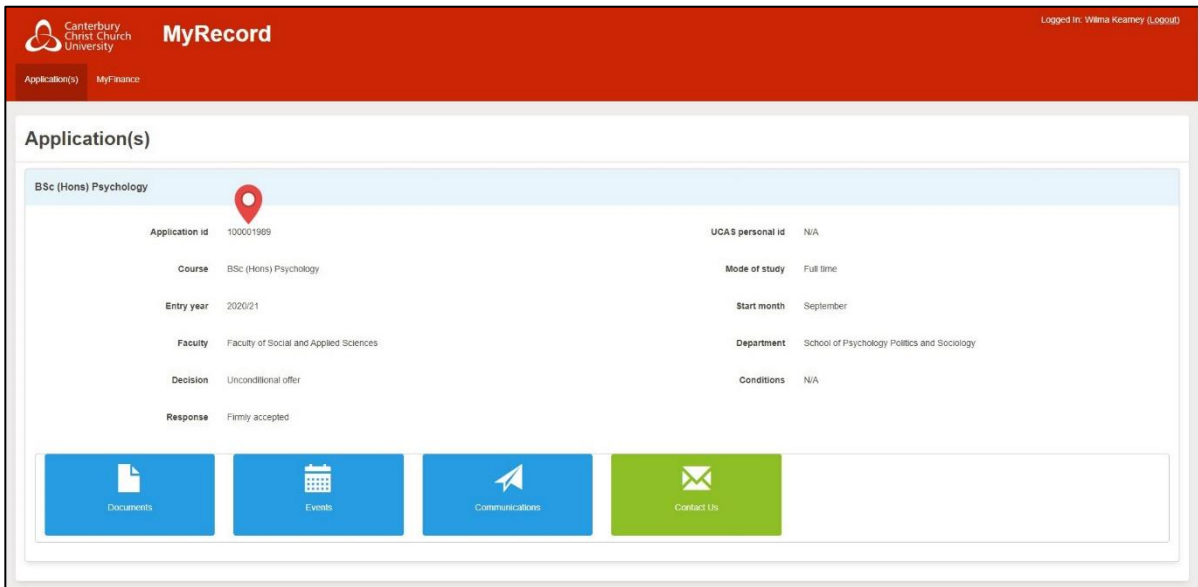 Canterbury
Christ Church
University
MyRecord
Logged In: Wilma Kearney (Logout)
Application(s) MyFinance
Application(s)
BSc (Hons) Psychology
Application id 100001989 UCAS personal id N/A
Course BSc (Hons) Psychology Mode of study Full time
Entry year 2020/21 Start month September
Faculty Faculty of Social and Applied Sciences Department School of Psychology Politics and Sociology
Decision Unconditional offer Conditions N/A
Response Firmly accepted
Documents Events Communications Contact Us